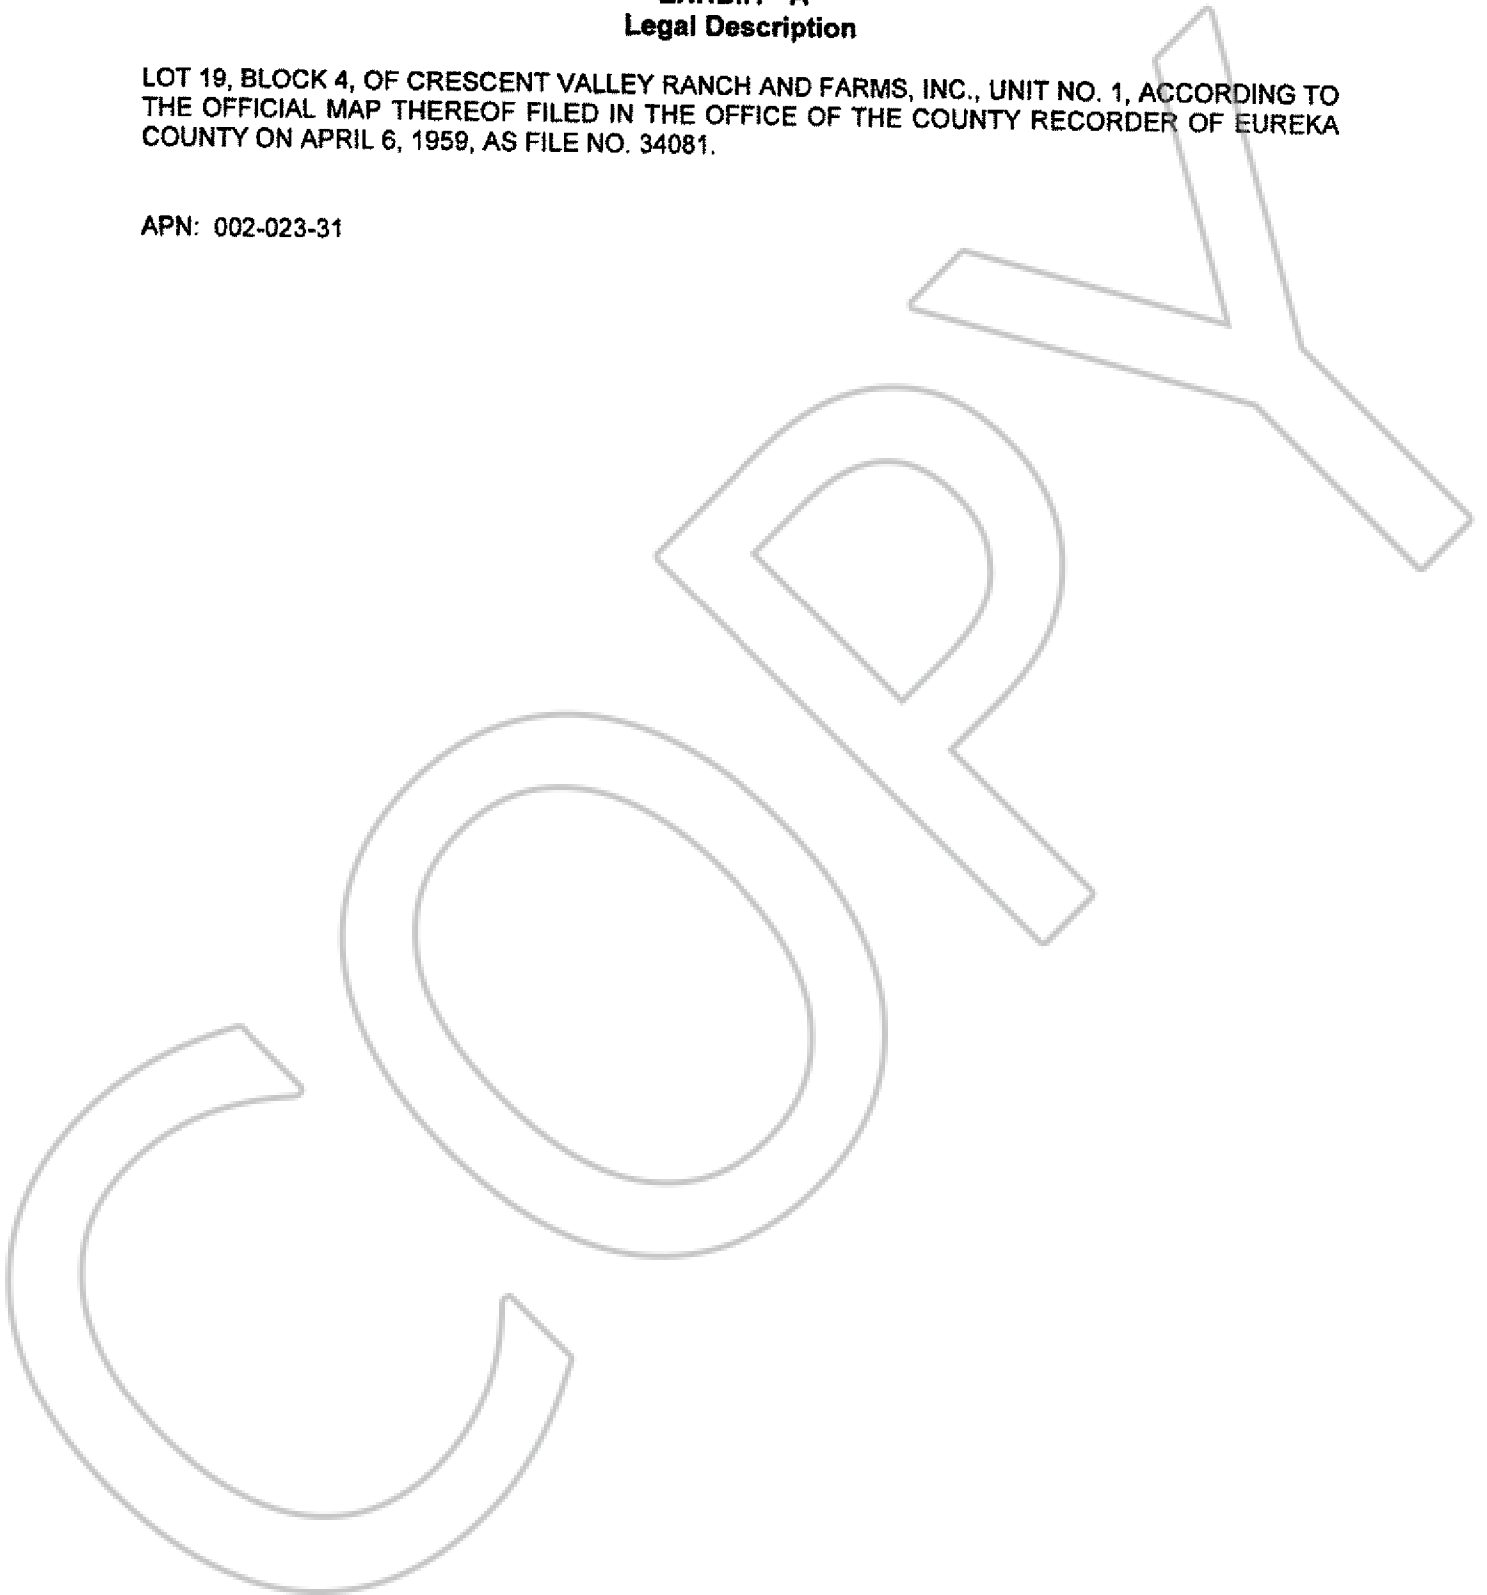 EXHIBIT "A"
Legal Description
LOT 19, BLOCK 4, OF CRESCENT VALLEY RANCH AND FARMS, INC., UNIT NO. 1, ACCORDING TO
THE OFFICIAL MAP THEREOF FILED IN THE OFFICE OF THE COUNTY RECORDER OF EUREKA
COUNTY ON APRIL 6, 1959, AS FILE NO. 34081.
APN: 002-023-31
COPY